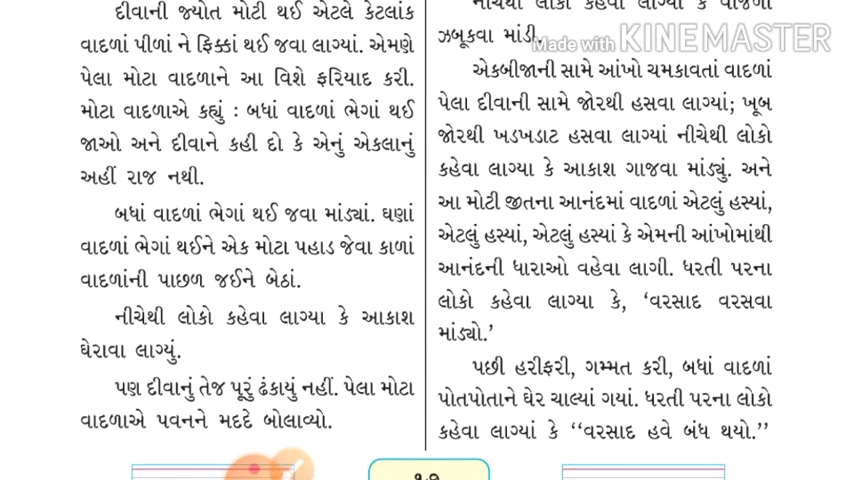 દીવાની જ્યોત મોટી થઈ એટલે કેટલાંક
વાદળાં પીળાં ને ફિક્કાં થઈ જવા લાગ્યાં. એમણે
પેલા મોટા વાદળાને આ વિશે ફરિયાદ કરી.
મોટા વાદળાએ કહ્યું : બધાં વાદળાં ભેગાં થઈ
જાઓ અને દીવાને કહી દો કે એનું એકલાનું
અહીં રાજ નથી.
બધાં વાદળાં ભેગાં થઈ જવા માંડ્યાં. ઘણાં
વાદળાં ભેગાં થઈને એક મોટા પહાડ જેવા કાળાં
વાદળાંની પાછળ જઈને બેઠાં.
નીચેથી લોકો કહેવા લાગ્યા કે આકાશ
ઘેરાવા લાગ્યું.
પણ દીવાનું તેજ પૂરું ઢંકાયું નહીં. પેલા મોટા
વાદળાએ પવનને મદદે બોલાવ્યો.
નીચેથી લોકો કહેવા લાગ્યા કે વીજળી
ઝબૂકવા માંડી.
Made with KINEMASTER
એકબીજાની સામે આંખો ચમકાવતાં વાદળાં
પેલા દીવાની સામે જોરથી હસવા લાગ્યાં; ખૂબ
જોરથી ખડખડાટ હસવા લાગ્યાં નીચેથી લોકો
કહેવા લાગ્યા કે આકાશ ગાજવા માંડ્યું. અને
આ મોટી જીતના આનંદમાં વાદળાં એટલું હસ્યાં,
એટલું હસ્યાં, એટલું હસ્યાં કે એમની આંખોમાંથી
આનંદની ધારાઓ વહેવા લાગી. ધરતી પરના
લોકો કહેવા લાગ્યા કે, ‘વરસાદ વરસવા
માંડ્યો.’
પછી હરીફરી, ગમ્મત કરી, બધાં વાદળાં
પોતપોતાને ઘેર ચાલ્યાં ગયાં. ધરતી પરના લોકો
કહેવા લાગ્યાં કે ‘‘વરસાદ હવે બંધ થયો.’’